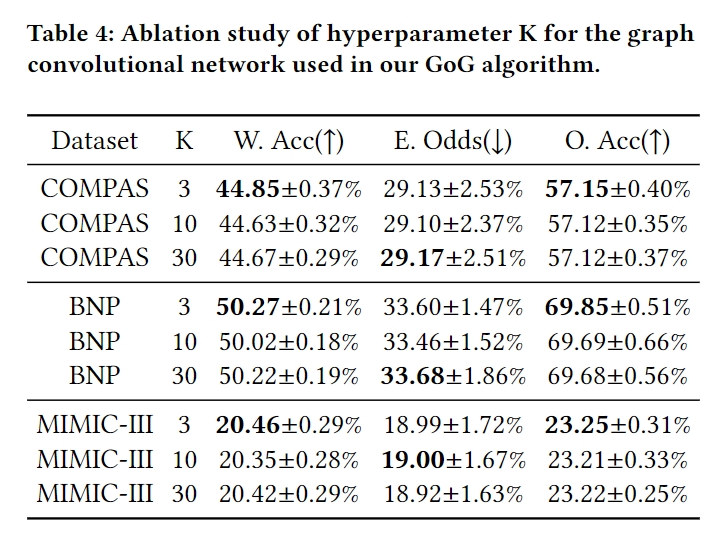 Table 4: Ablation study of hyperparameter K for the graph
convolutional network used in our GoG algorithm.
Dataset K W. Acc(↑) E. Odds(↓) O. Acc(↑)
COMPAS 3 44.85±0.37% 29.13±2.53% 57.15±0.40%
COMPAS 10 44.63±0.32% 29.10±2.37% 57.12±0.35%
COMPAS 30 44.67±0.29% 29.17±2.51% 57.12±0.37%
BNP 3 50.27±0.21% 33.60±1.47% 69.85±0.51%
BNP 10 50.02±0.18% 33.46±1.52% 69.69±0.66%
BNP 30 50.22±0.19% 33.68±1.86% 69.68±0.56%
MIMIC-III 3 20.46±0.29% 18.99±1.72% 23.25±0.31%
MIMIC-III 10 20.35±0.28% 19.00±1.67% 23.21±0.33%
MIMIC-III 30 20.42±0.29% 18.92±1.63% 23.22±0.25%